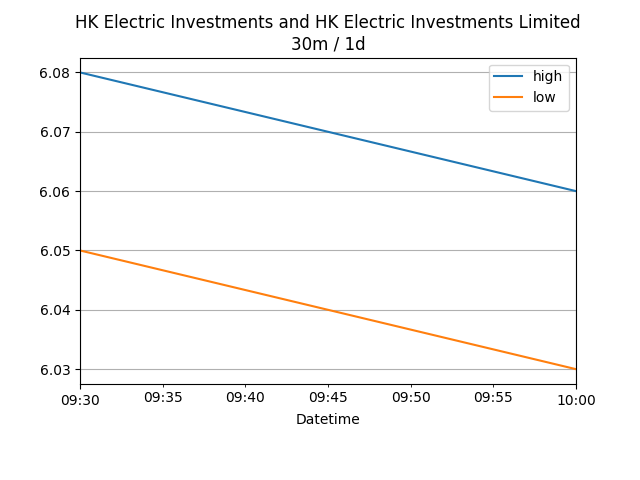 HK Electric Investments and HK Electric Investments Limited
30m / 1d
high
low
6.08
6.07
6.06
6.05
6.04
6.03
09:30 09:35 09:40 09:45 09:50 09:55 10:00
Datetime